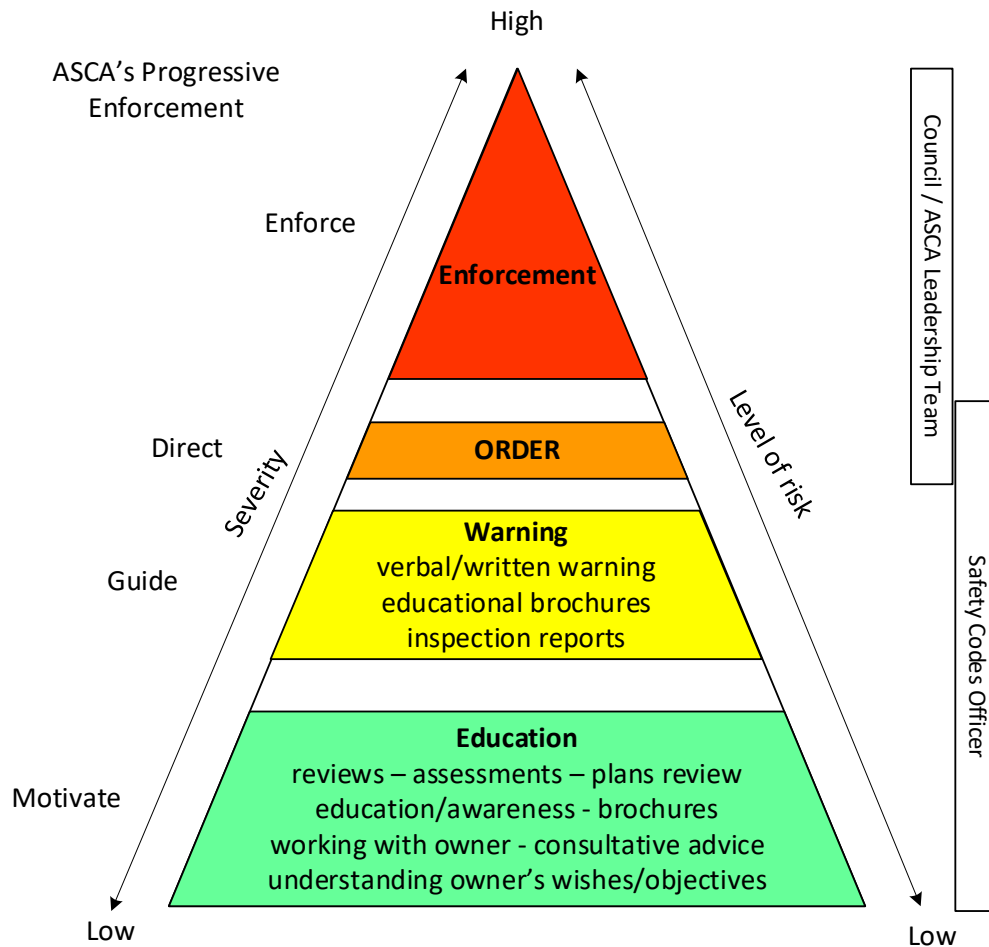 High
ASCA’s Progressive
Enforcement
Enforce
Enforcement
Council / ASCA Leadership Team
Direct
ORDER
Severity
Level of risk
Guide
Warning
verbal/written warning
educational brochures
inspection reports
Safety Codes Officer
Motivate
Education
reviews – assessments – plans review
education/awareness - brochures
working with owner - consultative advice
understanding owner’s wishes/objectives
Low
Low